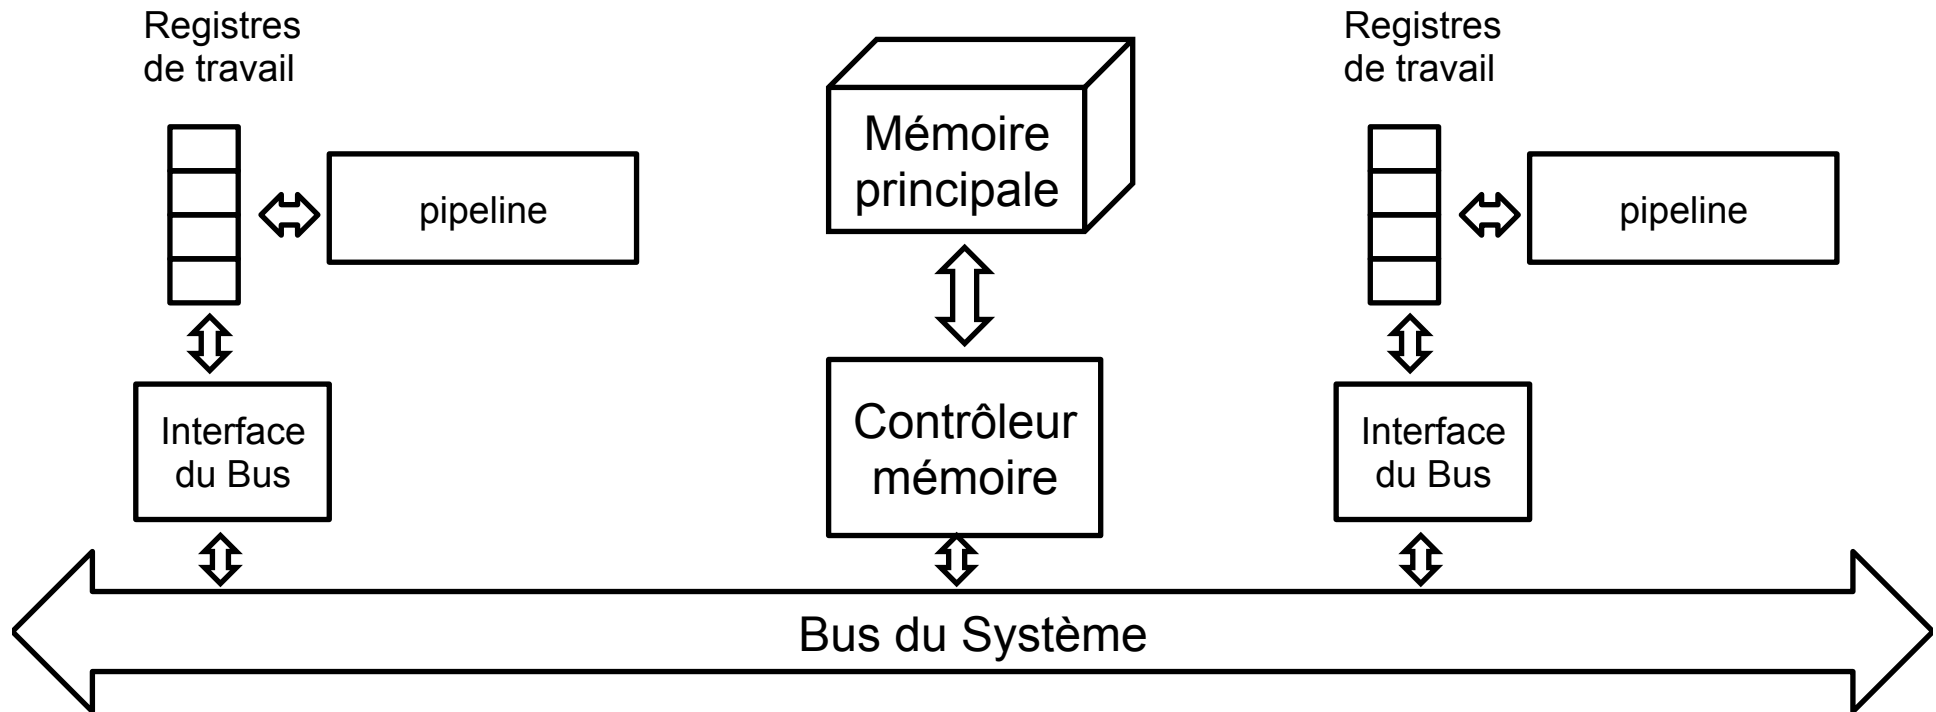 Registres
de travail
pipeline
Interface
du Bus
Mémoire
principale
Contrôleur
mémoire
Registres
de travail
pipeline
Interface
du Bus
Bus du Système